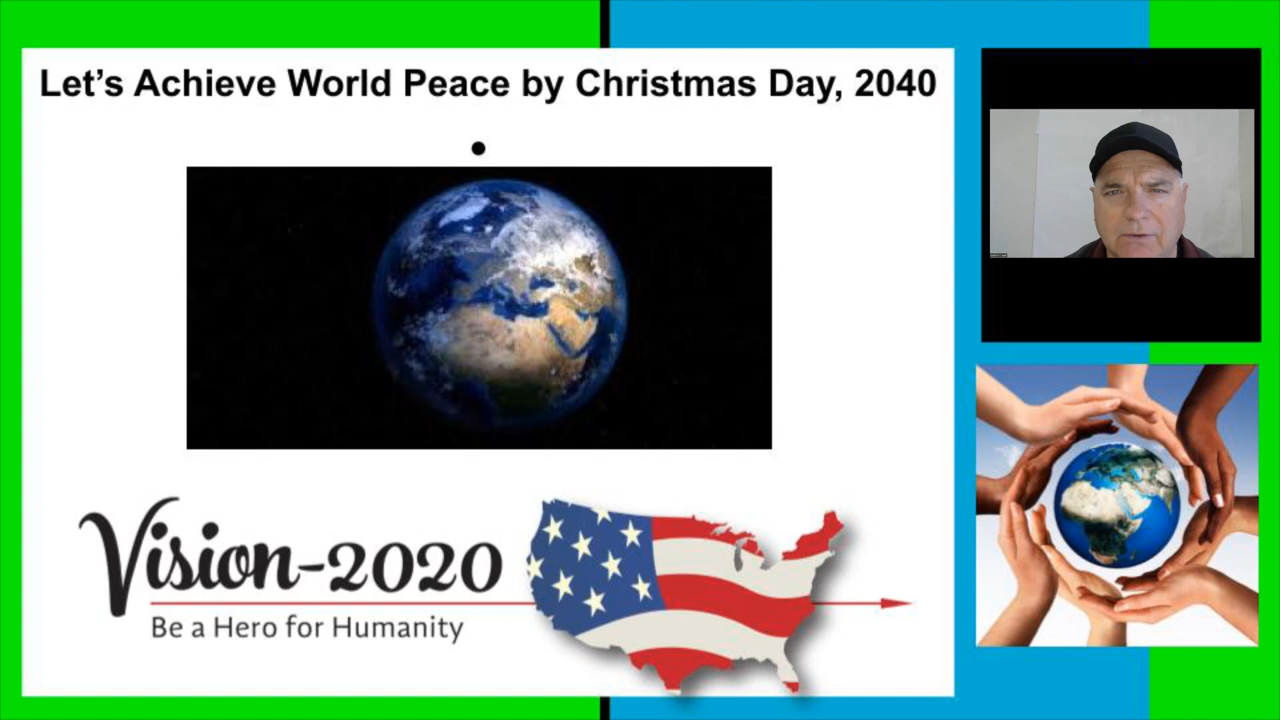 Let's Achieve World Peace by Christmas Day, 2040
Vision-2020
Be a Hero for Humanity